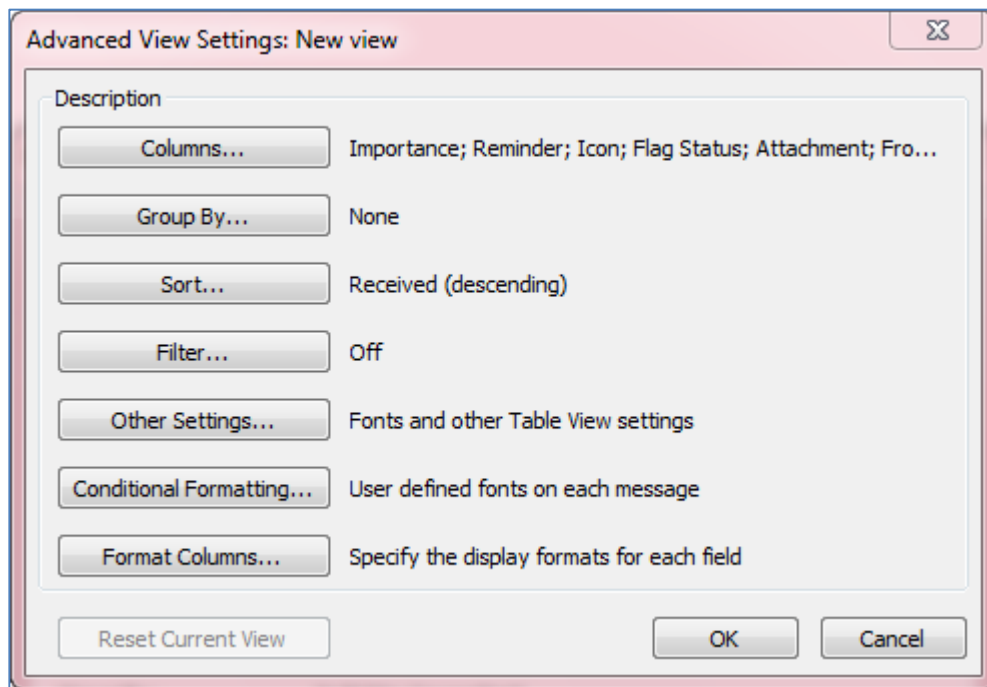 Advanced View Settings: New view
Description
Columns... Importance; Reminder; Icon; Flag Status; Attachment; Fro...
Group By... None
Sort... Received (descending)
Filter... Off
Other Settings... Fonts and other Table View settings
Conditional Formatting... User defined fonts on each message
Format Columns... Specify the display formats for each field
Reset Current View OK Cancel